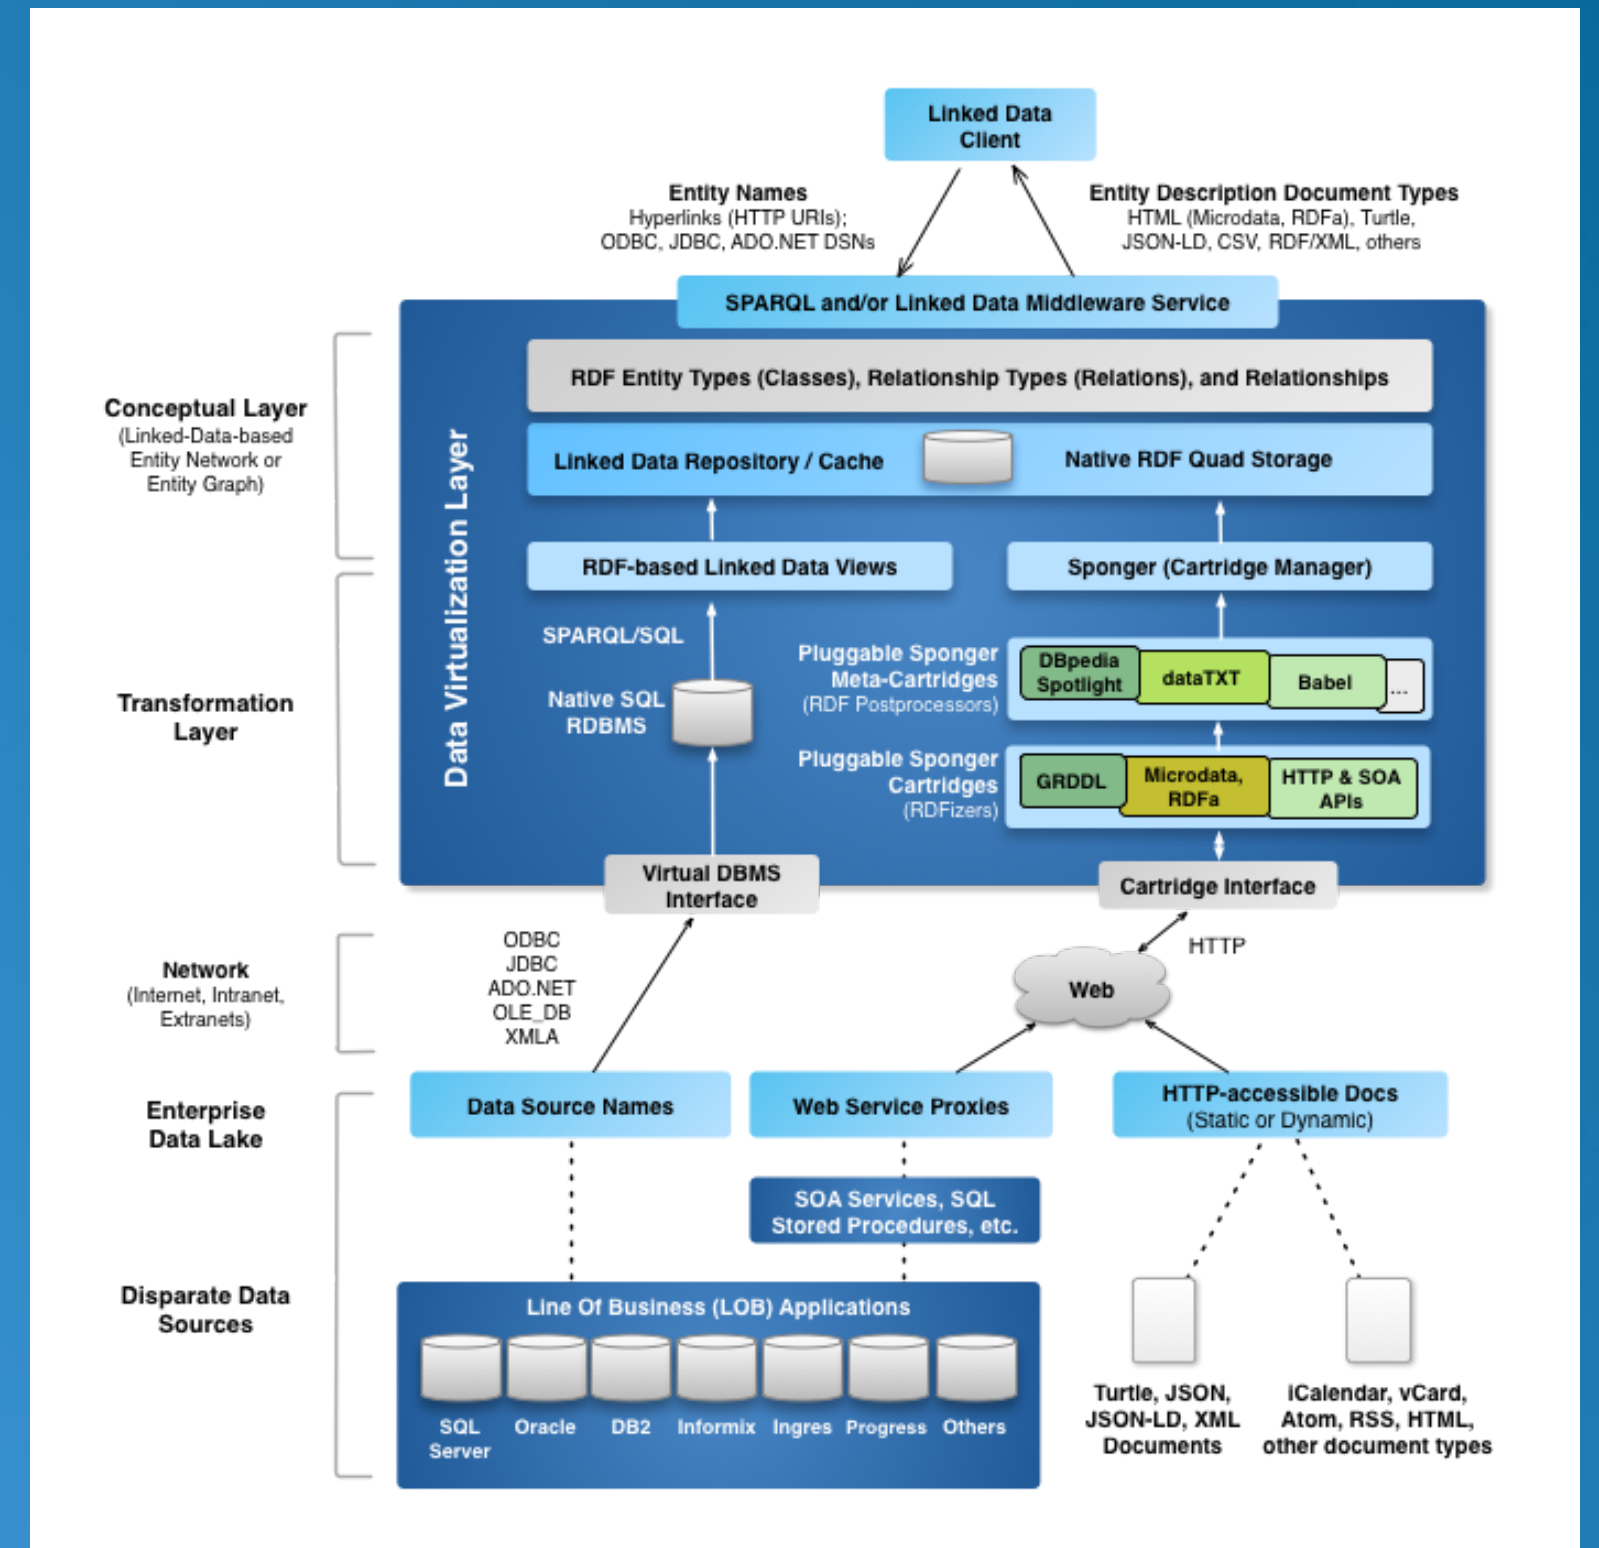 Linked Data
Client
Entity Names
Hyperlinks (HTTP URIs);
ODBC, JDBC, ADO.NET DSNs
Entity Description Document Types
HTML (Microdata, RDFa), Turtle,
JSON-LD, CSV, RDF/XML, others
SPARQL and/or Linked Data Middleware Service
RDF Entity Types (Classes), Relationship Types (Relations), and Relationships
Conceptual Layer
(Linked-Data-based
Entity Network or
Entity Graph)
Data Virtualization Layer
Linked Data Repository / Cache
Native RDF Quad Storage
RDF-based Linked Data Views
Sponger (Cartridge Manager)
Transformation
Layer
SPARQL/SQL
Native SQL
RDBMS
Pluggable Sponger
Meta-Cartridges
(RDF Postprocessors)
DBpedia
Spotlight
dataTXT
Babel
...
Pluggable Sponger
Cartridges
(RDFizers)
GRDDL
Microdata,
RDFa
HTTP & SOA
APIs
Virtual DBMS
Interface
Cartridge Interface
Network
(Internet, Intranet,
Extranets)
ODBC
JDBC
ADO.NET
OLE_DB
XMLA
HTTP
Web
Enterprise
Data Lake
Data Source Names
Web Service Proxies
HTTP-accessible Docs
(Static or Dynamic)
SOA Services, SQL
Stored Procedures, etc.
Disparate Data
Sources
Line Of Business (LOB) Applications
SQL
Server
Oracle
DB2
Informix
Ingres
Progress
Others
Turtle, JSON,
JSON-LD, XML
Documents
iCalendar, vCard,
Atom, RSS, HTML,
other document types